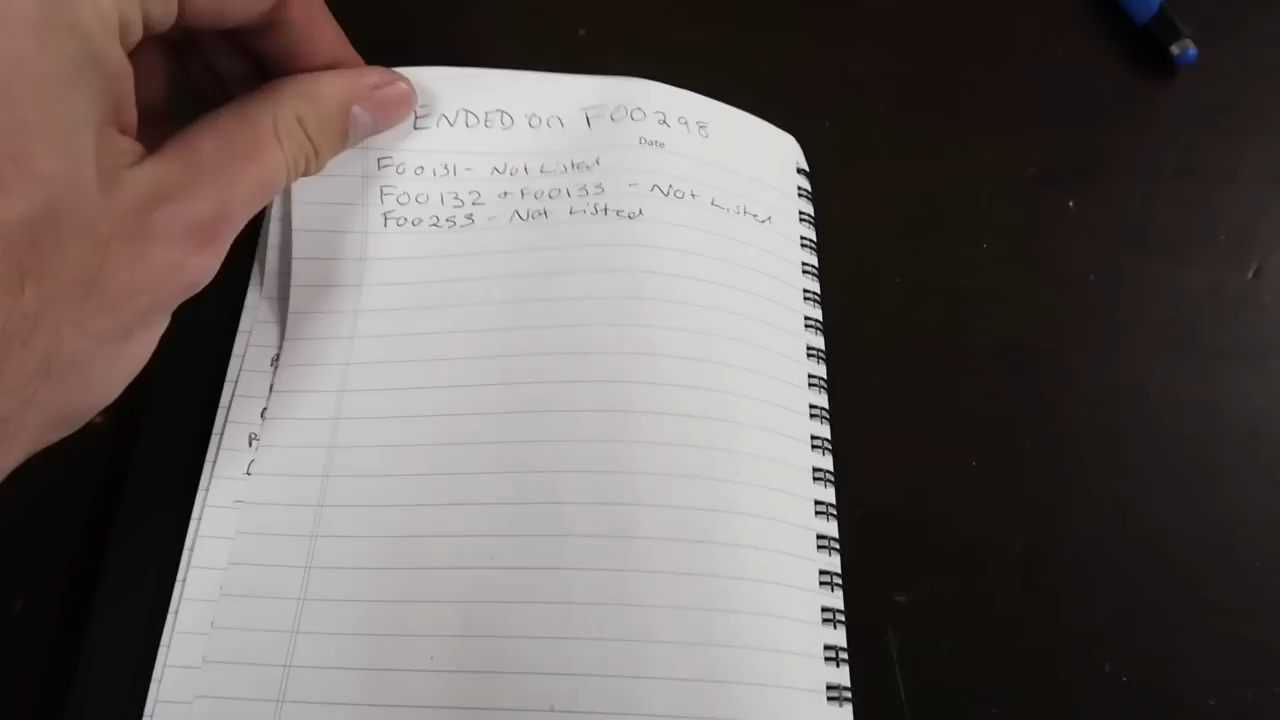 ENDED on F00298
Date
F00131 - Not Listed
F00132 + F00133 - Not Listed
F00253 - Not Listed